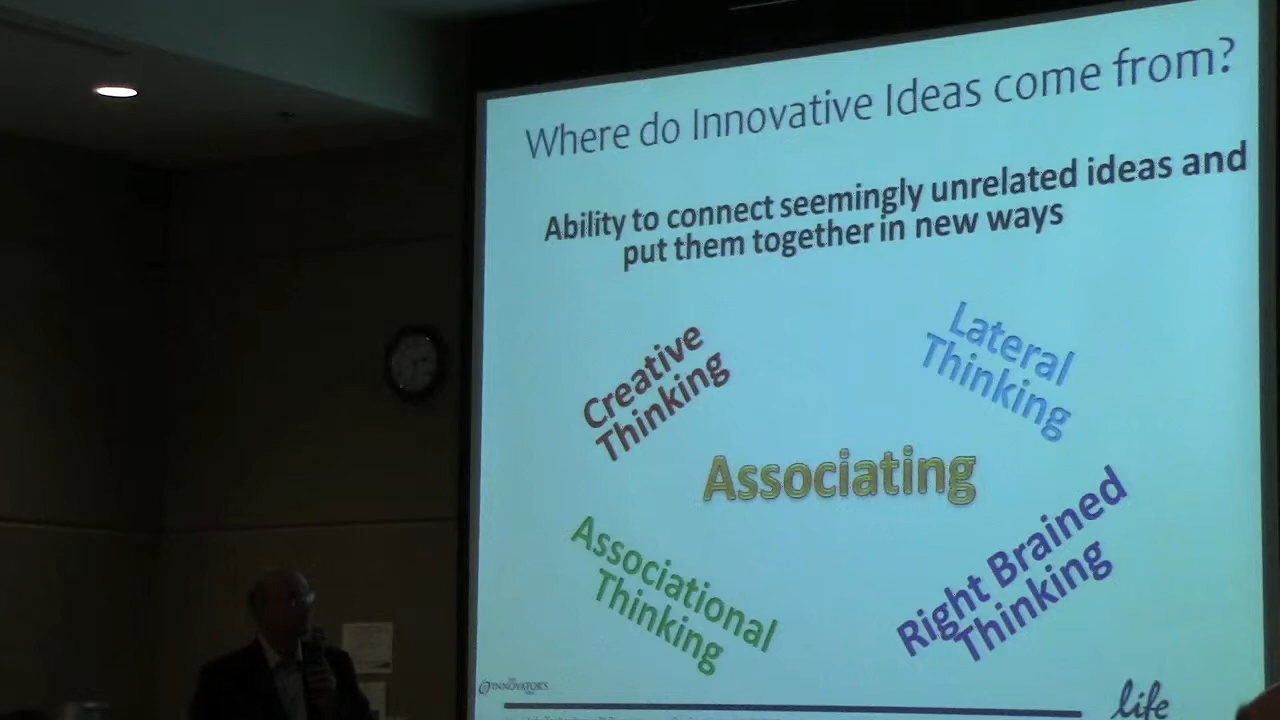 Where do Innovative Ideas come from?
Ability to connect seemingly unrelated ideas and
put them together in new ways
Creative
Thinking
Lateral
Thinking
Associating
Associational
Thinking
Right Brained
Thinking
INNOVATOR'S
life